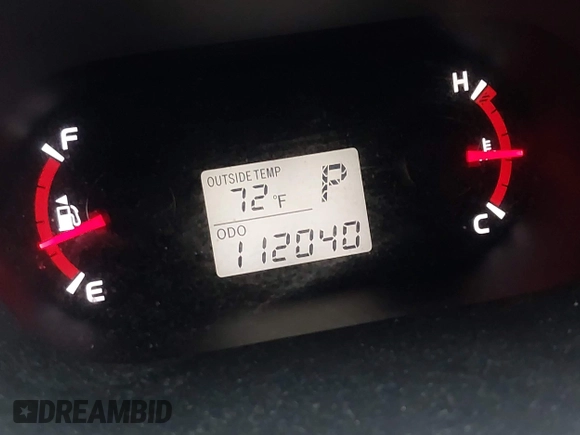 F
H
OUTSIDE TEMP
72 °F
P
ODO
112040
C
E
DREAMBID